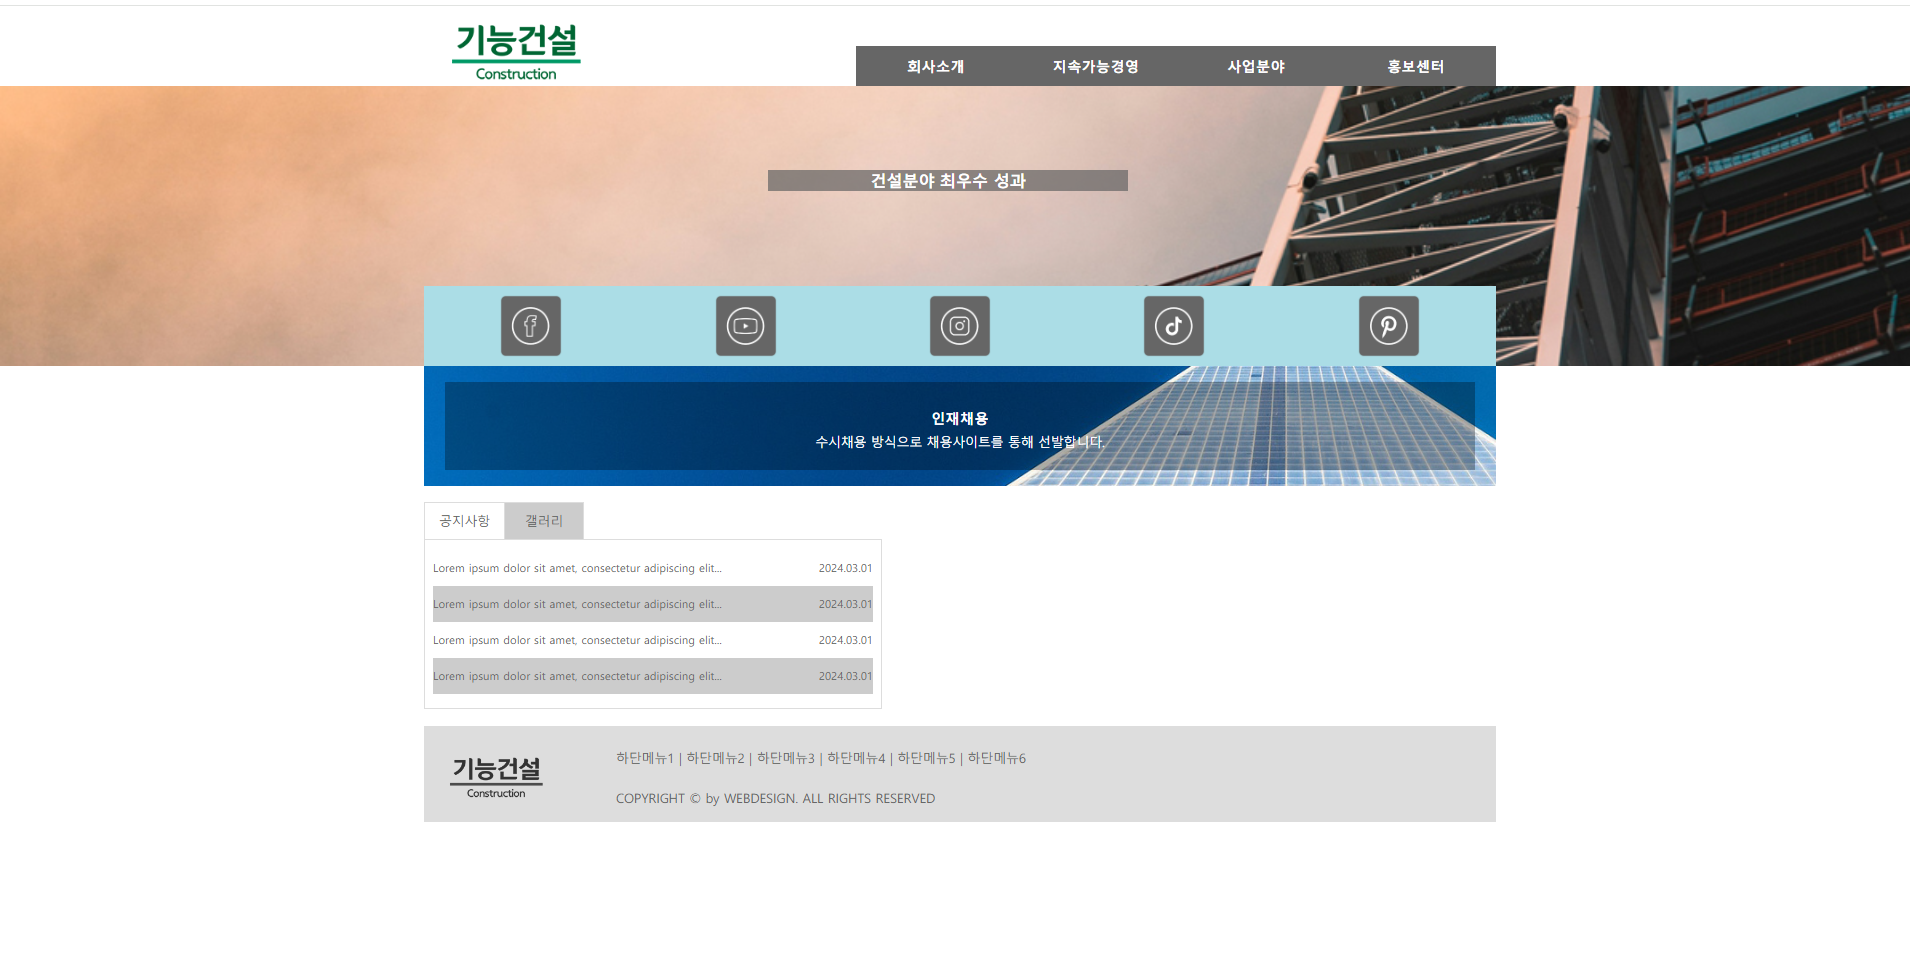 기능건설
Construction
회사소개 지속가능경영 사업분야 홍보센터
건설분야 최우수 성과
인재채용
수시채용 방식으로 채용사이트를 통해 선발합니다.
공지사항 갤러리
Lorem ipsum dolor sit amet, consectetur adipiscing elit... 2024.03.01
Lorem ipsum dolor sit amet, consectetur adipiscing elit... 2024.03.01
Lorem ipsum dolor sit amet, consectetur adipiscing elit... 2024.03.01
Lorem ipsum dolor sit amet, consectetur adipiscing elit... 2024.03.01
기능건설
Construction
하단메뉴1 | 하단메뉴2 | 하단메뉴3 | 하단메뉴4 | 하단메뉴5 | 하단메뉴6
COPYRIGHT © by WEBDESIGN. ALL RIGHTS RESERVED